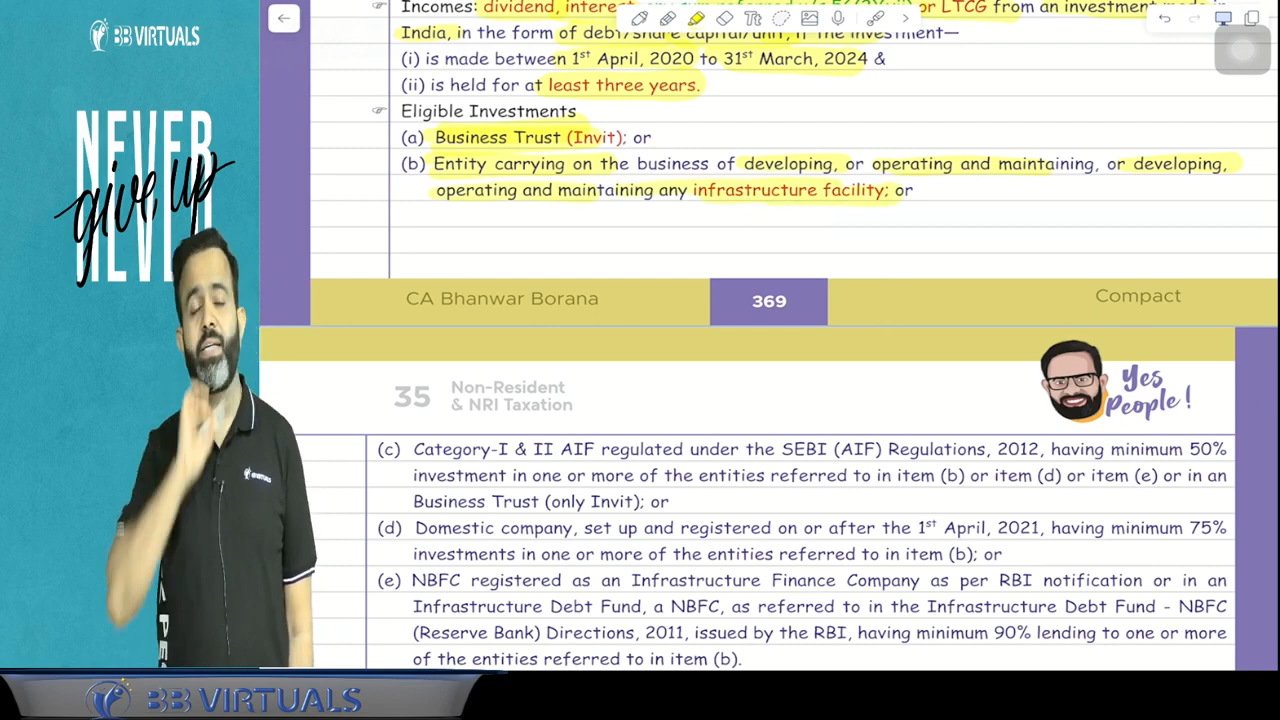 BB VIRTUALS
NEVER
give up
NEVER
Incomes: dividend, interest, or LTCG from an investment made in
India, in the form of debt/share capital/unit, if the investment—
(i) is made between 1st April, 2020 to 31st March, 2024 &
(ii) is held for at least three years.
Eligible Investments
(a) Business Trust (Invit); or
(b) Entity carrying on the business of developing, or operating and maintaining, or developing,
operating and maintaining any infrastructure facility; or
CA Bhanwar Borana
369
Compact
35 Non-Resident
& NRI Taxation
Yes
People !
(c) Category-I & II AIF regulated under the SEBI (AIF) Regulations, 2012, having minimum 50%
investment in one or more of the entities referred to in item (b) or item (d) or item (e) or in an
Business Trust (only Invit); or
(d) Domestic company, set up and registered on or after the 1st April, 2021, having minimum 75%
investments in one or more of the entities referred to in item (b); or
(e) NBFC registered as an Infrastructure Finance Company as per RBI notification or in an
Infrastructure Debt Fund, a NBFC, as referred to in the Infrastructure Debt Fund - NBFC
(Reserve Bank) Directions, 2011, issued by the RBI, having minimum 90% lending to one or more
of the entities referred to in item (b).
BB VIRTUALS
BB VIRTUALS